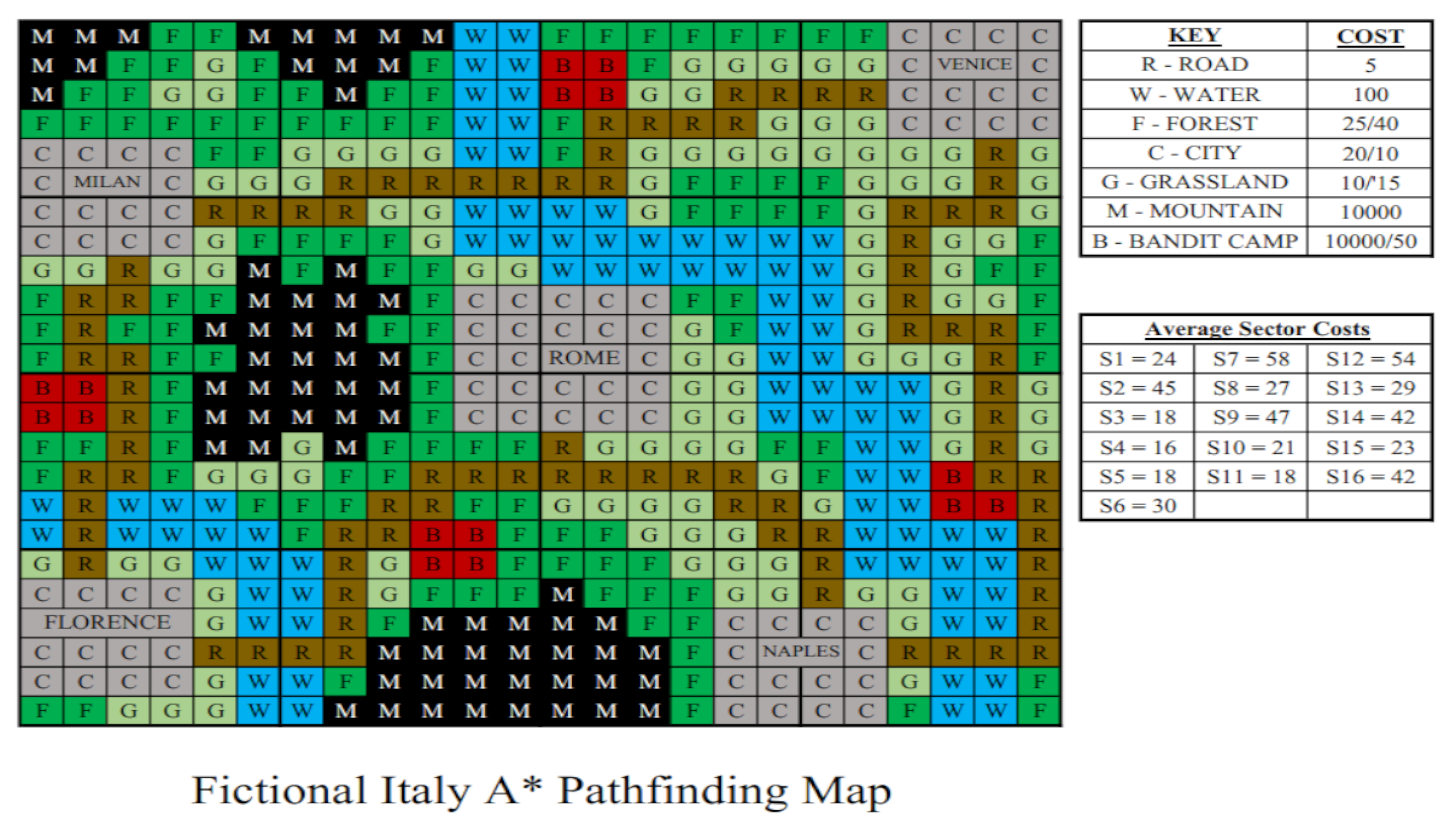 M M M F F M M M M M W W F F F F F F F F C C C C
M M F F G F M M M F W W B B F G G G G G C VENICE C
M F F G G F F M F F W W B B G G R R R R C C C C
F F F F F F F F F F W W F R R R R G G G C C C C
C C C C F F G G G G W W F R G G G G G G G G R G
C MILAN C G G G R R R R R R R G F F F F G G G R G
C C C C R R R R G G W W W W G F F F F G R R R G
C C C C G F F F F G W W W W W W W W W G R G G F
G G R G G M F M F F G G W W W W W W W G R G F F
F R R F F M M M M F C C C C C F F W W G R G G F
F R F F M M M M F F C C C C C G F W W G R R R F
F R R F F M M M M F C C ROME C G G W W G G G R F
B B R F M M M M M F C C C C C G G W W W W G R G
B B R F M M M M M F C C C C C G G W W W W G R G
F F R F M M G M F F F F R G G G G F F W W G R G
F R R F G G G F F R R R R R R R R G F W W B R R
W R W W W F F F R R F F G G G G R R G W W B B R
W R W W W W F R R B B F F F G G G R R W W W W R
G R G G W W W R G B B F F F F G G G R W W W W R
C C C C G W W R G F F F M F F F G G R G G W W R
FLORENCE G W W R F M M M M M F F C C C C G W W R
C C C C R R R R M M M M M M M F C NAPLES C R R R R
C C C C G W W F M M M M M M M F C C C C G W W F
F F G G G W W M M M M M M M M F C C C C F W W F
KEY COST
R - ROAD 5
W - WATER 100
F - FOREST 25/40
C - CITY 20/10
G - GRASSLAND 10/'15
M - MOUNTAIN 10000
B - BANDIT CAMP 10000/50
Average Sector Costs
S1 = 24 S7 = 58 S12 = 54
S2 = 45 S8 = 27 S13 = 29
S3 = 18 S9 = 47 S14 = 42
S4 = 16 S10 = 21 S15 = 23
S5 = 18 S11 = 18 S16 = 42
S6 = 30
Fictional Italy A* Pathfinding Map